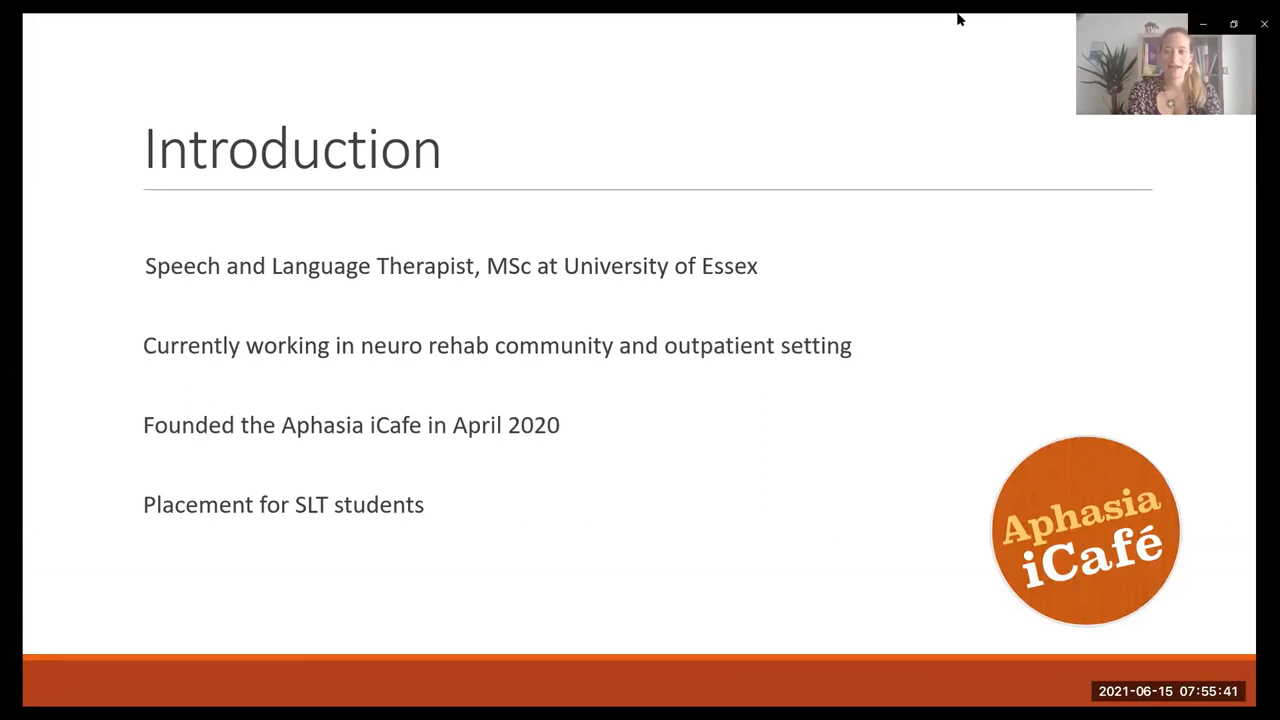 Introduction
Speech and Language Therapist, MSc at University of Essex
Currently working in neuro rehab community and outpatient setting
Founded the Aphasia iCafe in April 2020
Placement for SLT students
Aphasia
iCafé
2021-06-15 07:55:41